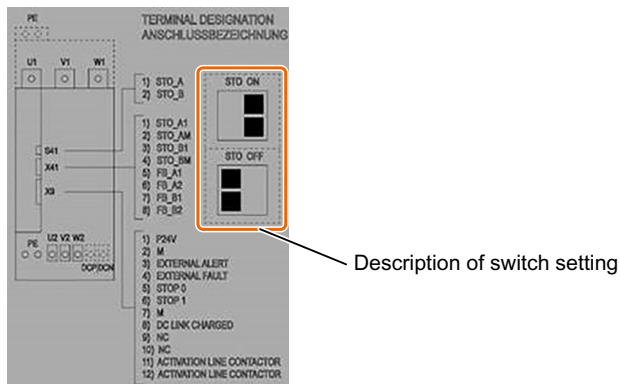 PE
TERMINAL DESIGNATION
ANSCHLUSSBEZEICHNUNG
U1 V1 W1
1) STO_A
2) STO_B
STO ON
1) STO_A1
2) STO_AM
3) STO_B1
4) STO_BM
5) FB_A1
6) FB_A2
7) FB_B1
8) FB_B2
STO OFF
S41
X41
X9
PE U2 V2 W2
DCP DCN
1) P24V
2) M
3) EXTERNAL ALERT
4) EXTERNAL FAULT
5) STOP 0
6) STOP 1
7) M
8) DC LINK CHARGED
9) NC
10) NC
11) ACTIVATION LINE CONTACTOR
12) ACTIVATION LINE CONTACTOR
Description of switch setting